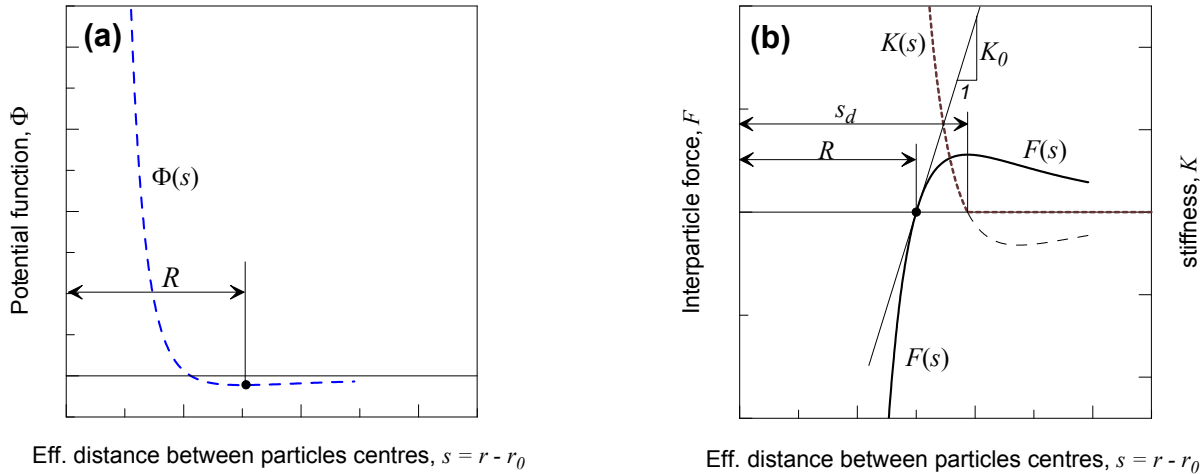 (a)
Φ(s)
R
Potential function, Φ
Eff. distance between particles centres, s = r - r0
(b)
K(s)
K0
1
sd
R
F(s)
F(s)
Interparticle force, F
stiffness, K
Eff. distance between particles centres, s = r - r0